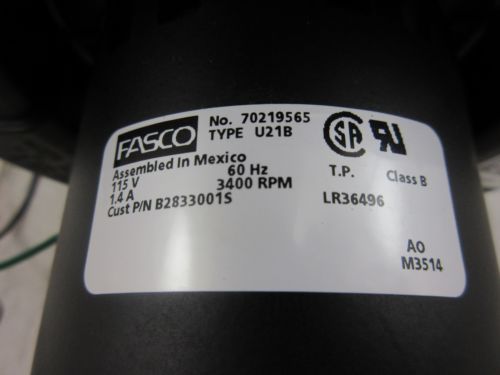 FASCO No. 70219565
TYPE U21B
Assembled In Mexico
115 V 60 Hz
1.4 A 3400 RPM
Cust P/N B2833001S
T.P. Class B
LR36496
AO
M3514